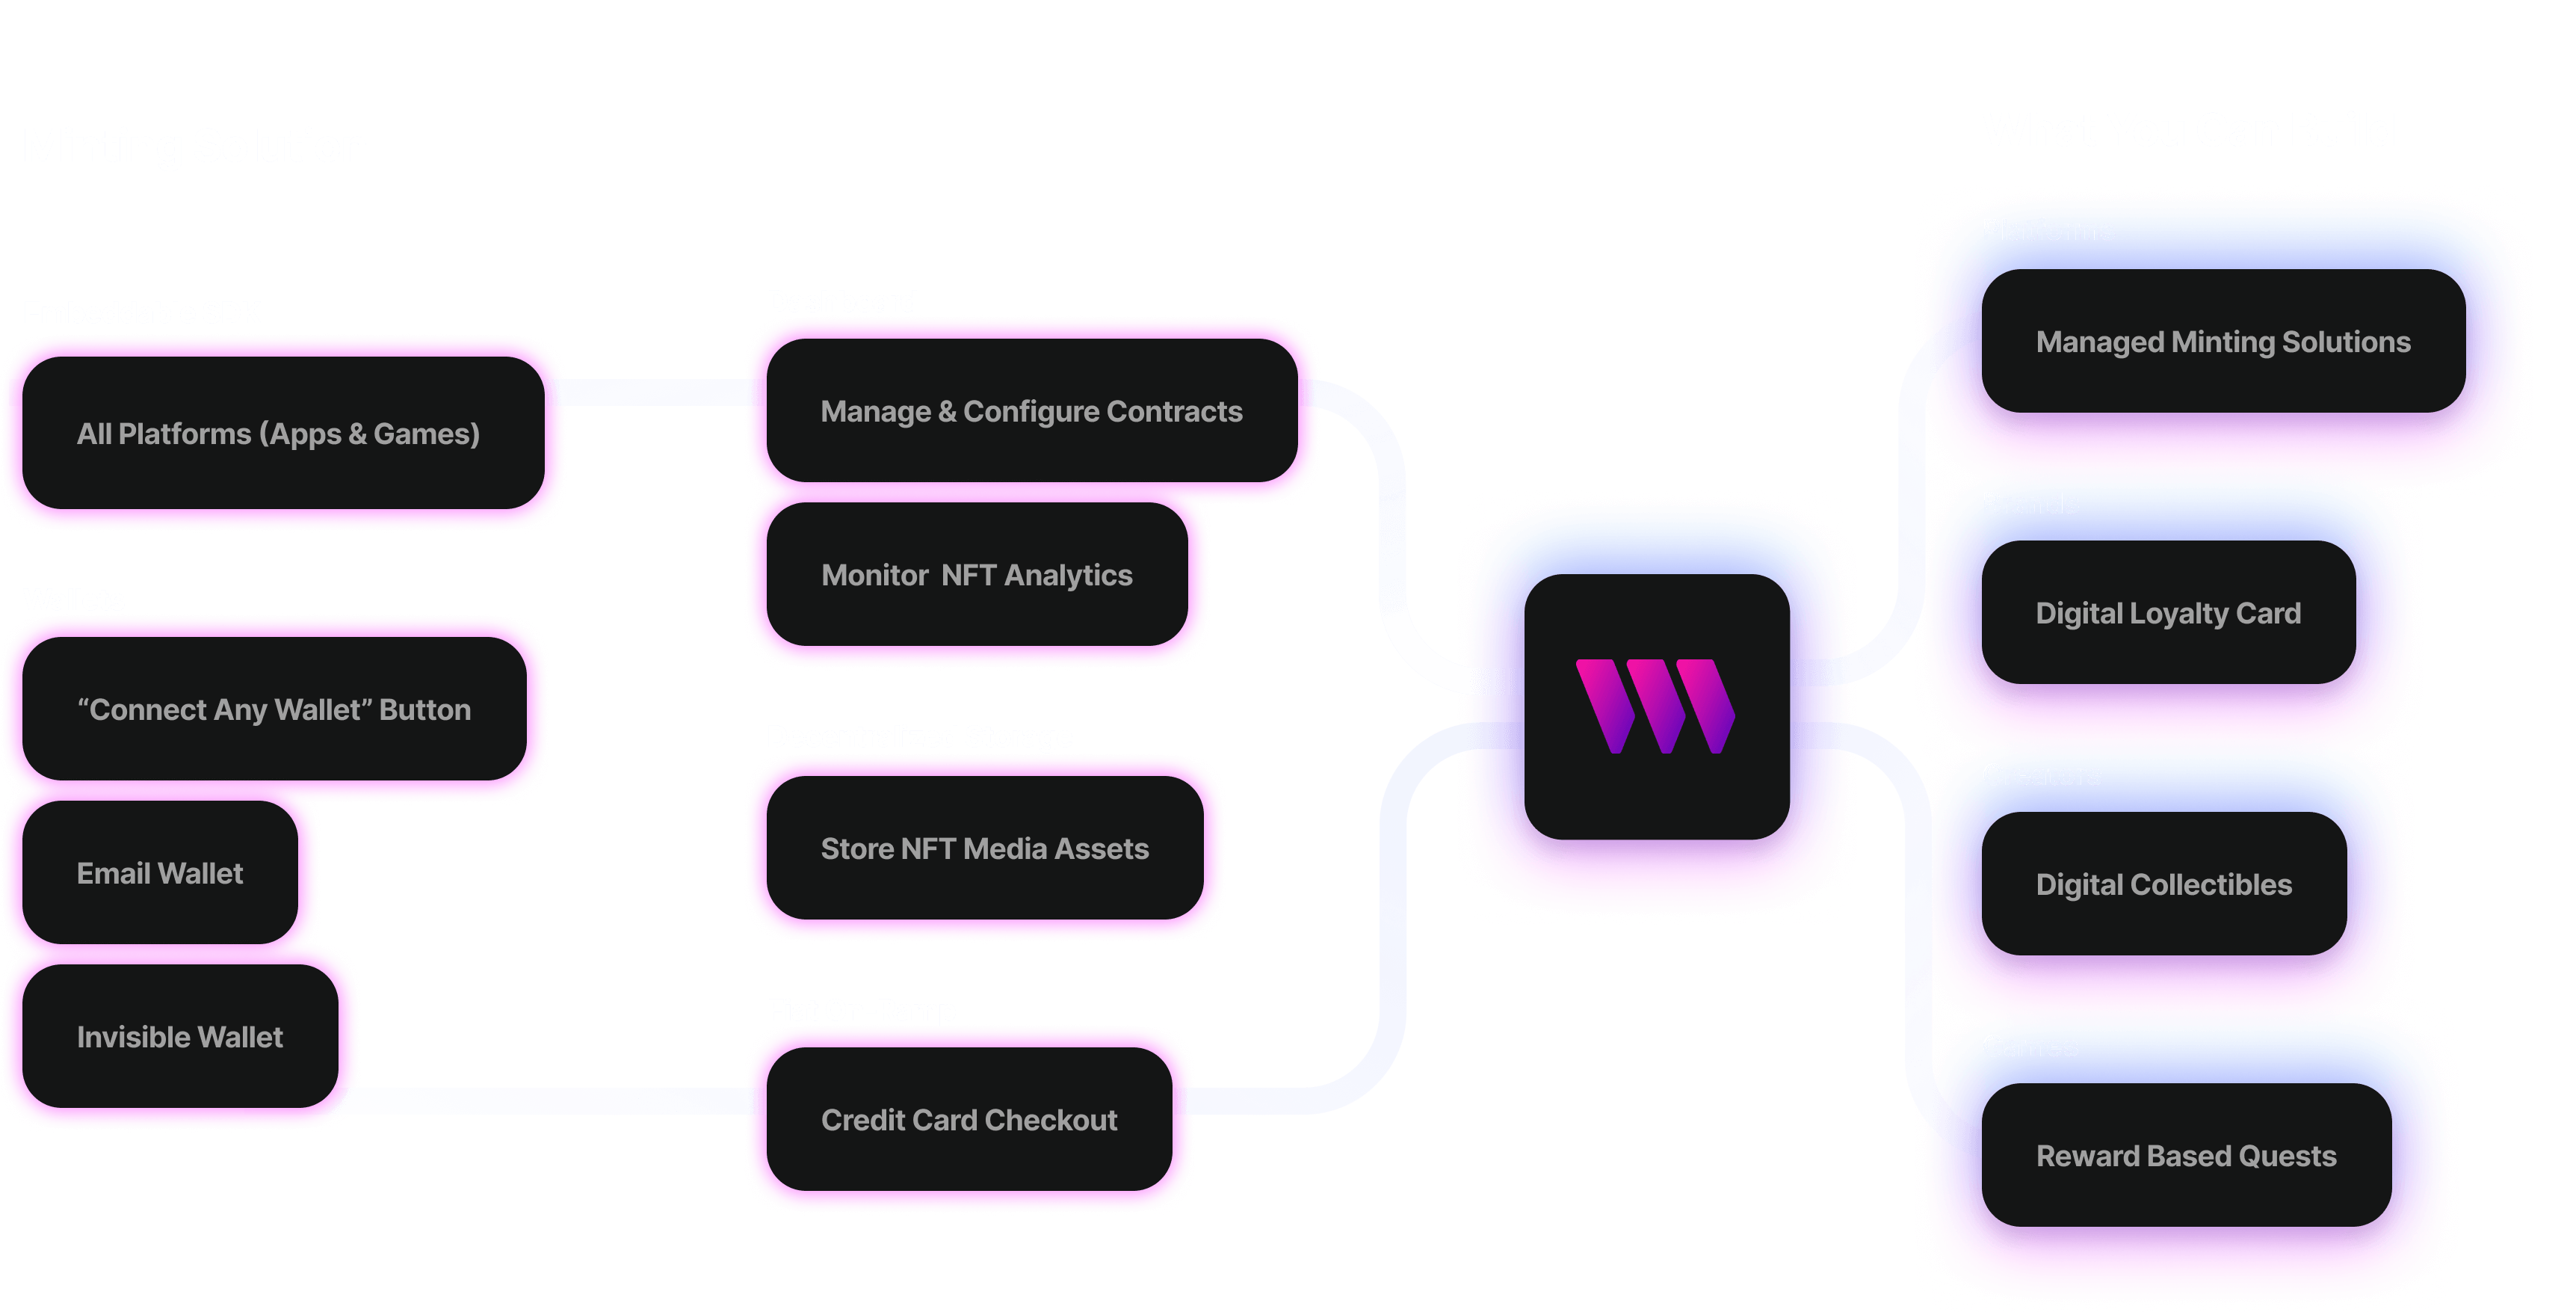 All Platforms (Apps & Games)
“Connect Any Wallet” Button
Email Wallet
Invisible Wallet
Manage & Configure Contracts
Monitor NFT Analytics
Store NFT Media Assets
Credit Card Checkout
Managed Minting Solutions
Digital Loyalty Card
Digital Collectibles
Reward Based Quests